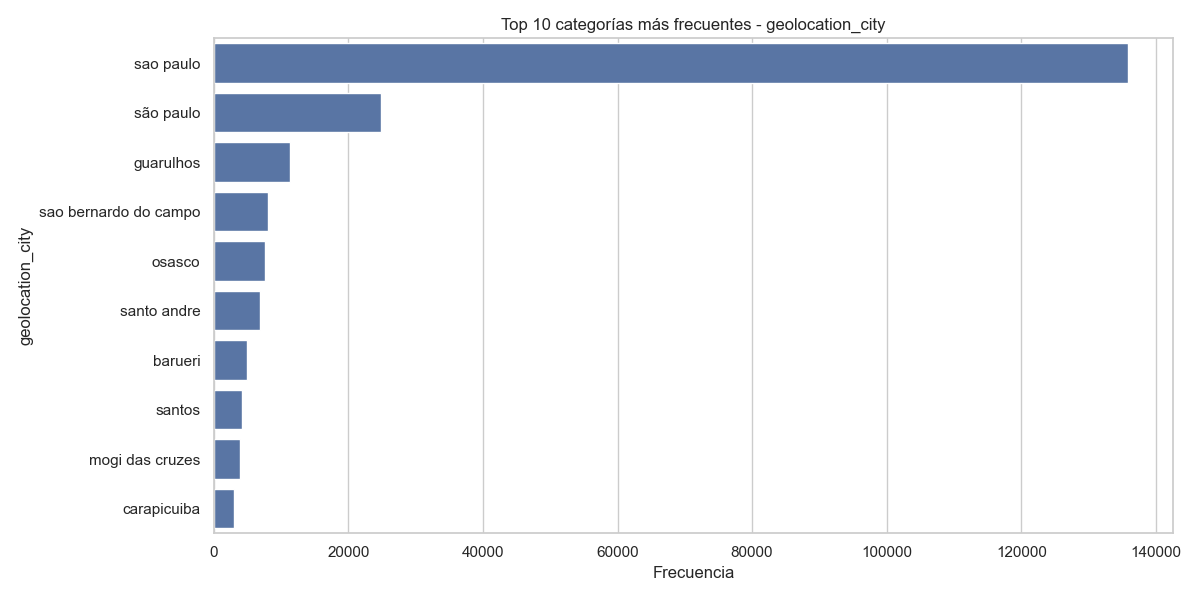 Top 10 categorías más frecuentes - geolocation_city
geolocation_city
sao paulo
são paulo
guarulhos
sao bernardo do campo
osasco
santo andre
barueri
santos
mogi das cruzes
carapicuiba
0 20000 40000 60000 80000 100000 120000 140000
Frecuencia